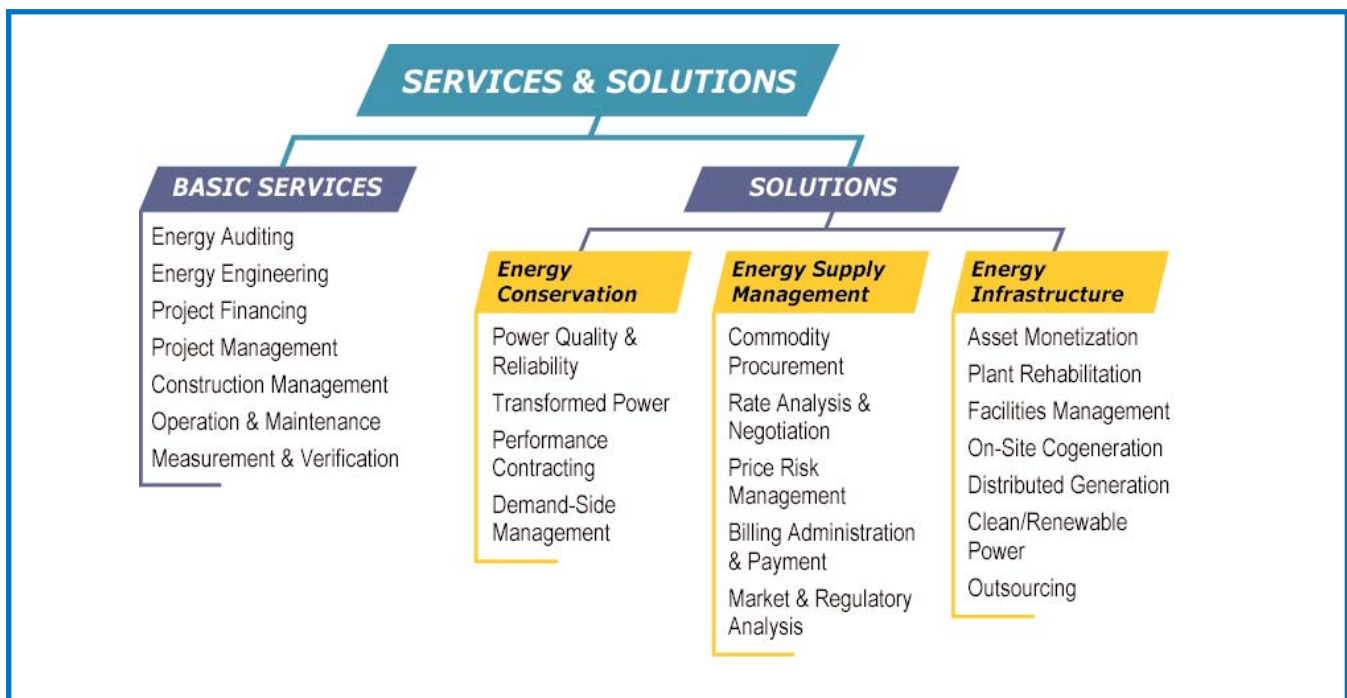 SERVICES & SOLUTIONS
BASIC SERVICES
Energy Auditing
Energy Engineering
Project Financing
Project Management
Construction Management
Operation & Maintenance
Measurement & Verification
SOLUTIONS
Energy
Conservation
Power Quality &
Reliability
Transformed Power
Performance
Contracting
Demand-Side
Management
Energy Supply
Management
Commodity
Procurement
Rate Analysis &
Negotiation
Price Risk
Management
Billing Administration
& Payment
Market & Regulatory
Analysis
Energy
Infrastructure
Asset Monetization
Plant Rehabilitation
Facilities Management
On-Site Cogeneration
Distributed Generation
Clean/Renewable
Power
Outsourcing